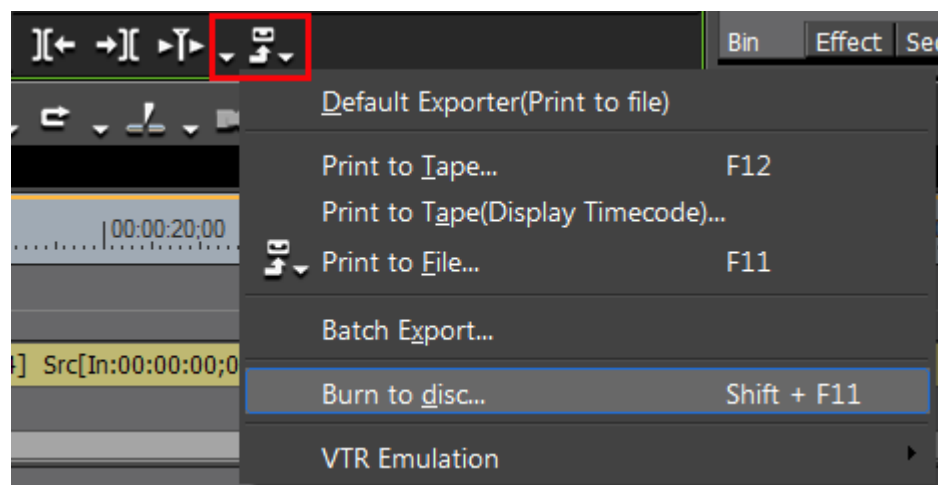 Bin Effect Se
Default Exporter(Print to file)
Print to Tape... F12
Print to Tape(Display Timecode)...
00:00:20;00
Print to File... F11
Batch Export...
] Src[In:00:00:00;0
Burn to disc... Shift + F11
VTR Emulation